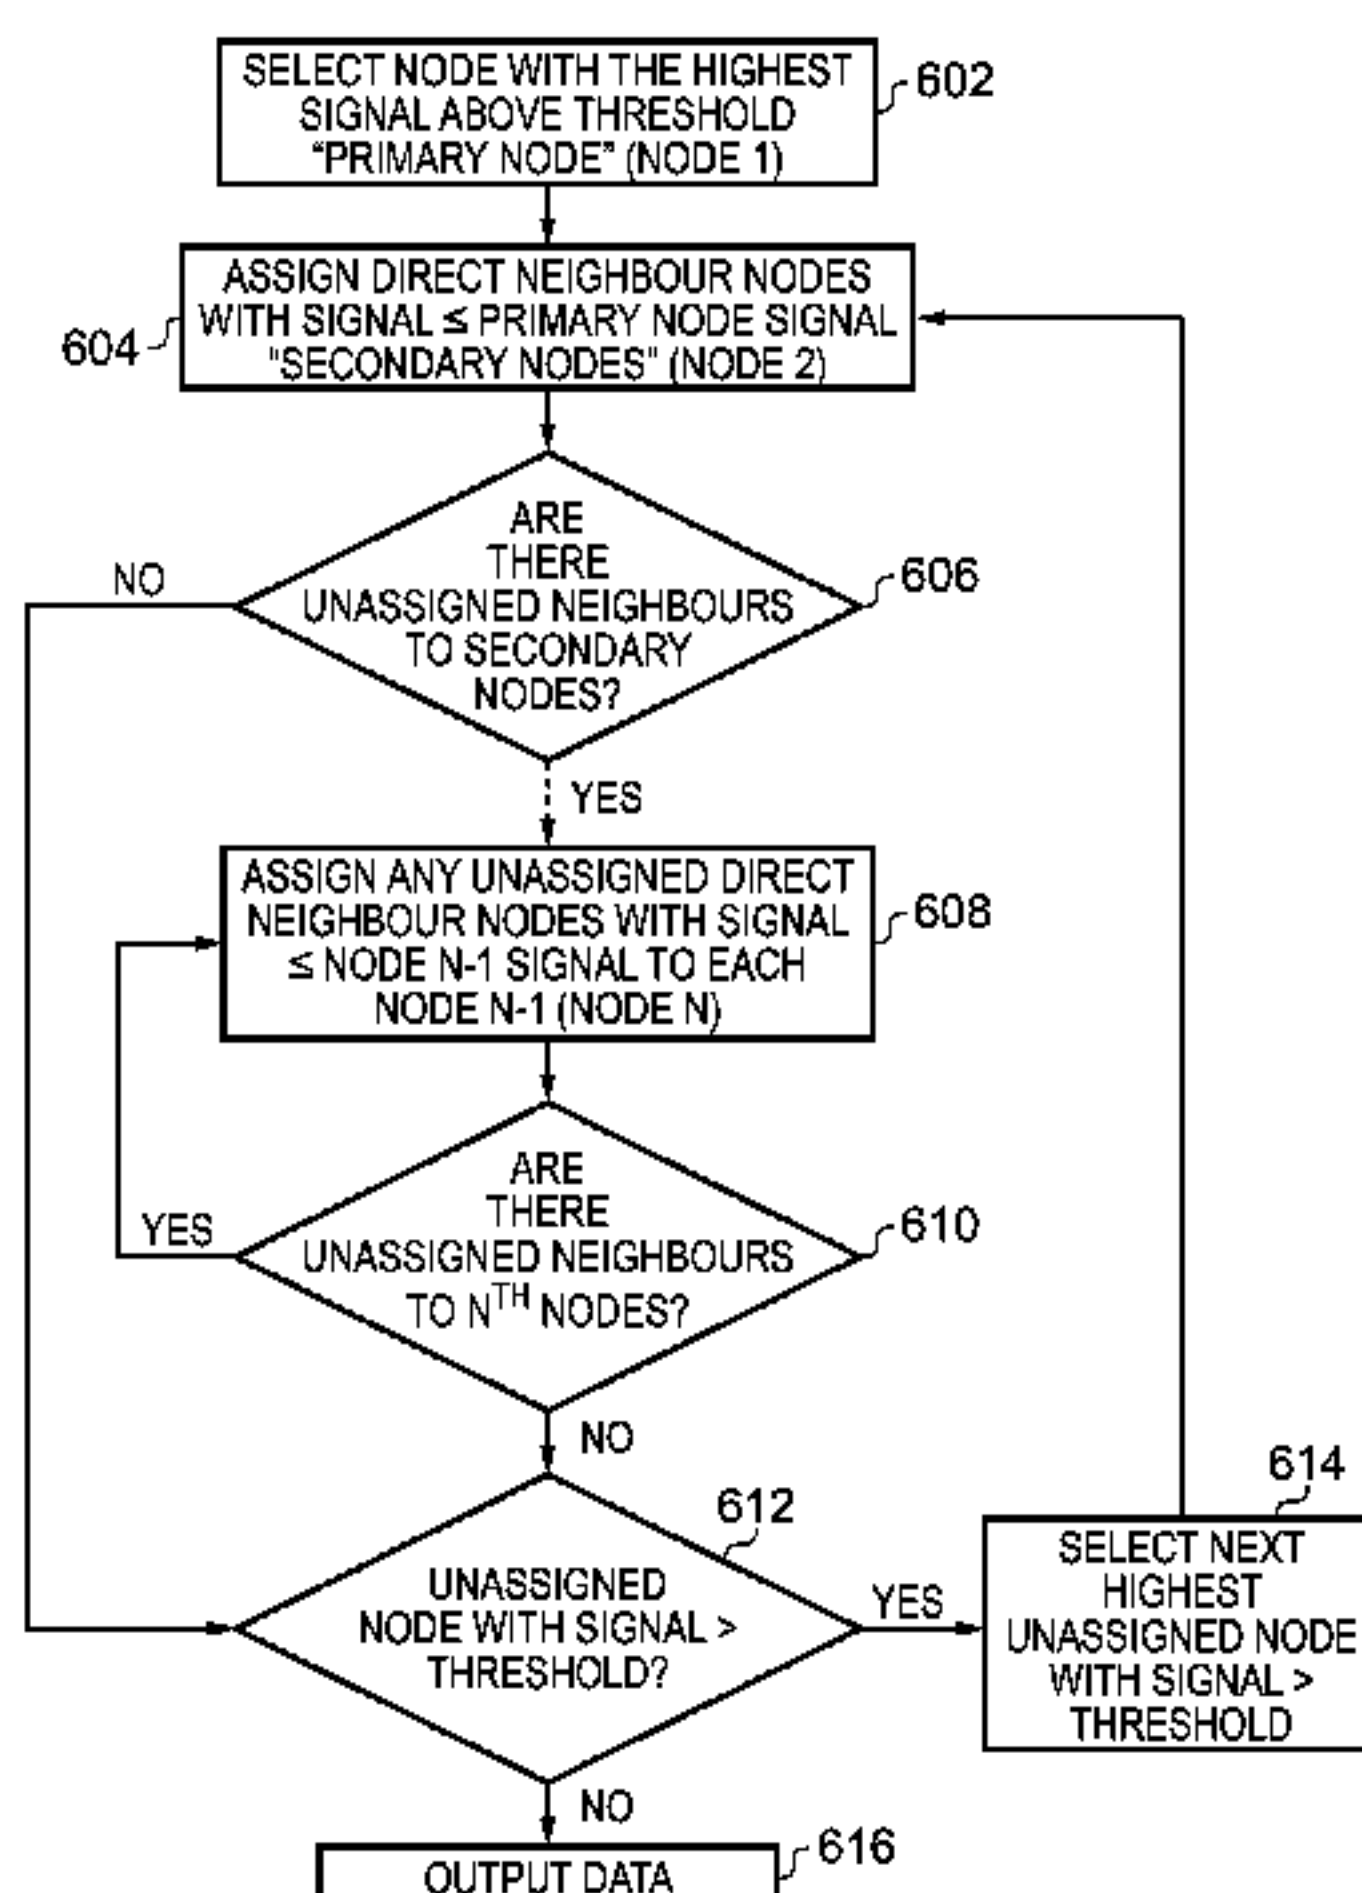 SELECT NODE WITH THE HIGHEST
SIGNAL ABOVE THRESHOLD
“PRIMARY NODE” (NODE 1)
602
ASSIGN DIRECT NEIGHBOUR NODES
WITH SIGNAL ≤ PRIMARY NODE SIGNAL
"SECONDARY NODES" (NODE 2)
604
ARE
THERE
UNASSIGNED NEIGHBOURS
TO SECONDARY
NODES?
606
NO
YES
ASSIGN ANY UNASSIGNED DIRECT
NEIGHBOUR NODES WITH SIGNAL
≤ NODE N-1 SIGNAL TO EACH
NODE N-1 (NODE N)
608
ARE
THERE
UNASSIGNED NEIGHBOURS
TO NTH NODES?
610
YES
NO
UNASSIGNED
NODE WITH SIGNAL >
THRESHOLD?
612
YES
614
SELECT NEXT
HIGHEST
UNASSIGNED NODE
WITH SIGNAL >
THRESHOLD
NO
OUTPUT DATA
616